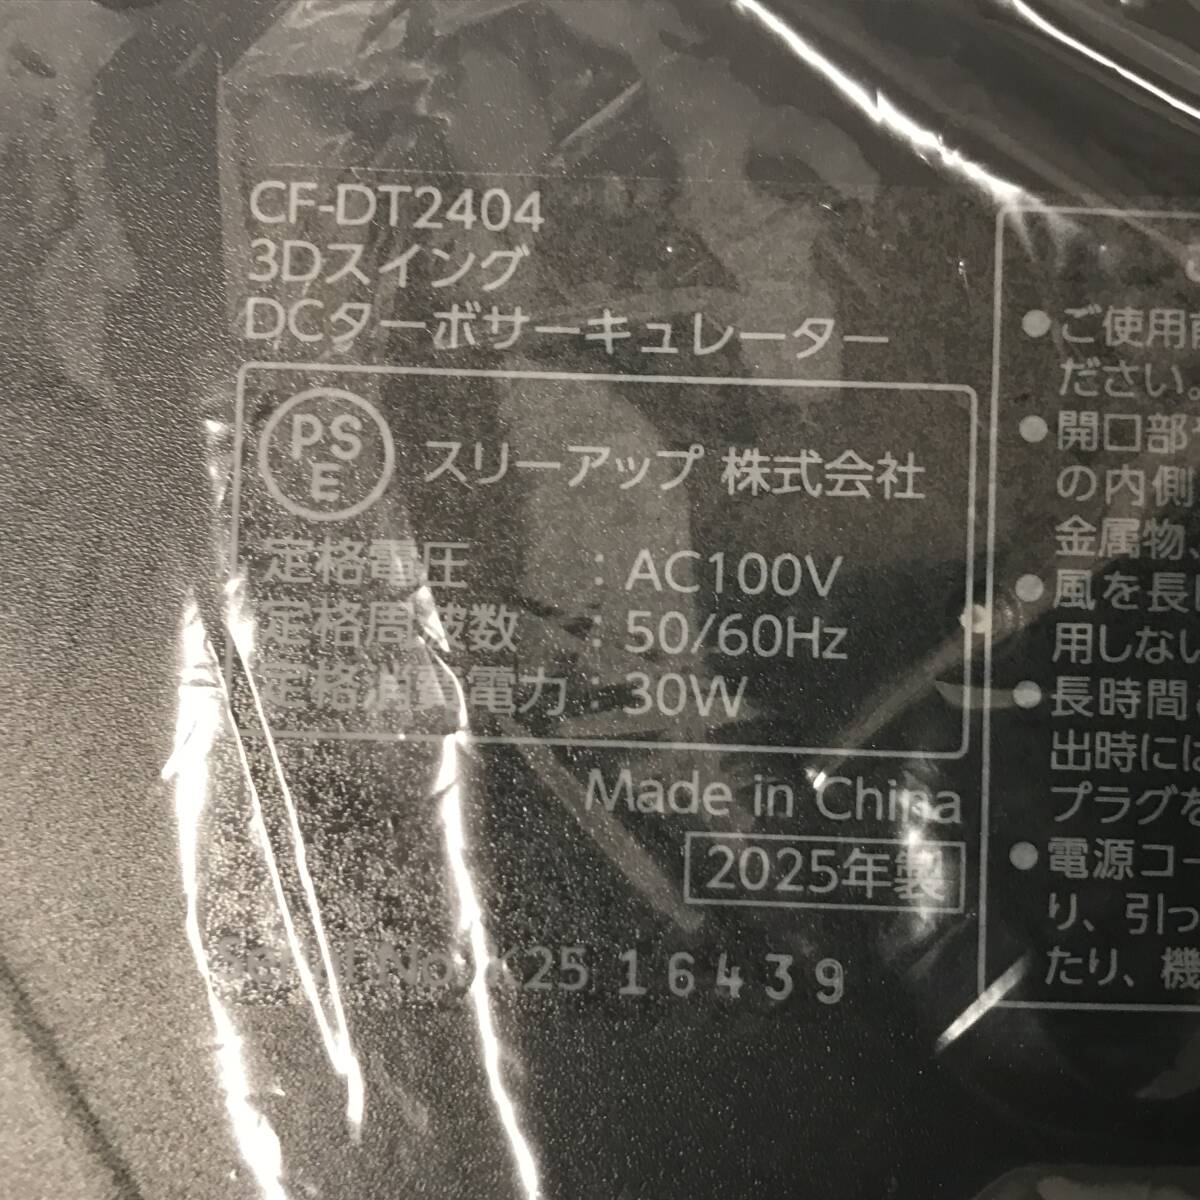 CF-DT2404
3Dスイング
DCターボサーキュレーター
PS
E
スリーアップ 株式会社
定格電圧 : AC100V
定格周波数 : 50/60Hz
定格消費電力 : 30W
Made in China
2025年製
Serial No. K25 16439
●ご使用
ださい。
●開口部
の内側
金属物、
●風を長
用しない
●長時間
出時には
プラグを
●電源コー
り、引っ
たり、機